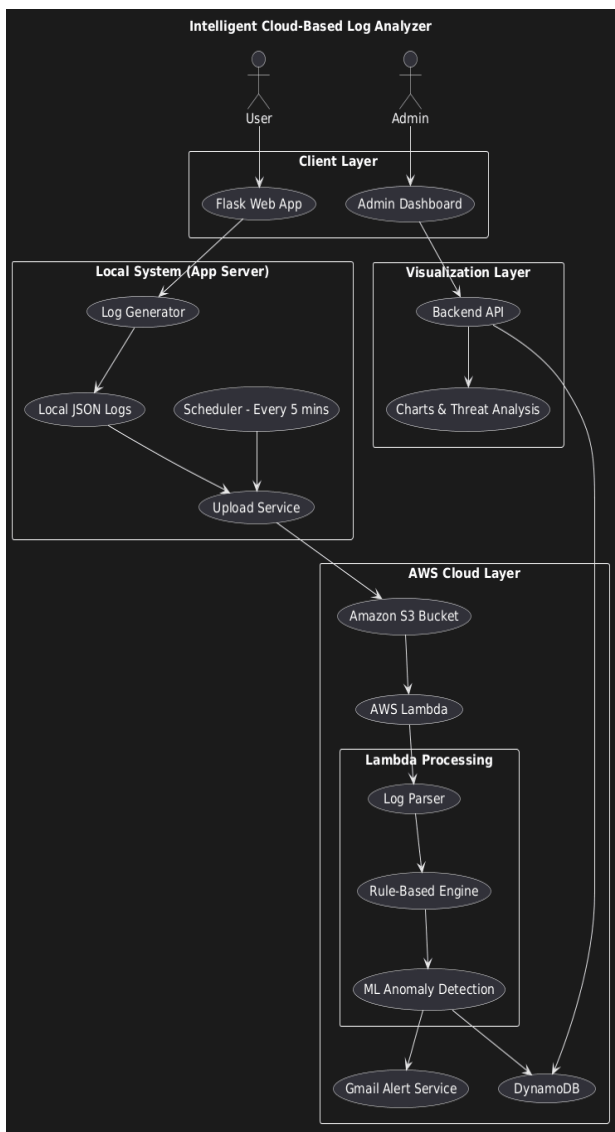 Intelligent Cloud-Based Log Analyzer
User
Admin
Client Layer
Flask Web App
Admin Dashboard
Local System (App Server)
Visualization Layer
Log Generator
Backend API
Local JSON Logs
Scheduler - Every 5 mins
Charts & Threat Analysis
Upload Service
AWS Cloud Layer
Amazon S3 Bucket
AWS Lambda
Lambda Processing
Log Parser
Rule-Based Engine
ML Anomaly Detection
Gmail Alert Service
DynamoDB